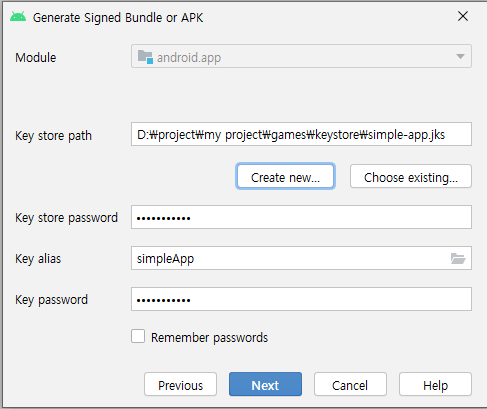 Generate Signed Bundle or APK
Module
android.app
Key store path
D:₩project₩my project₩games₩keystore₩simple-app.jks
Create new...
Choose existing...
Key store password
•••••••••••
Key alias
simpleApp
Key password
•••••••••••
Remember passwords
Previous
Next
Cancel
Help